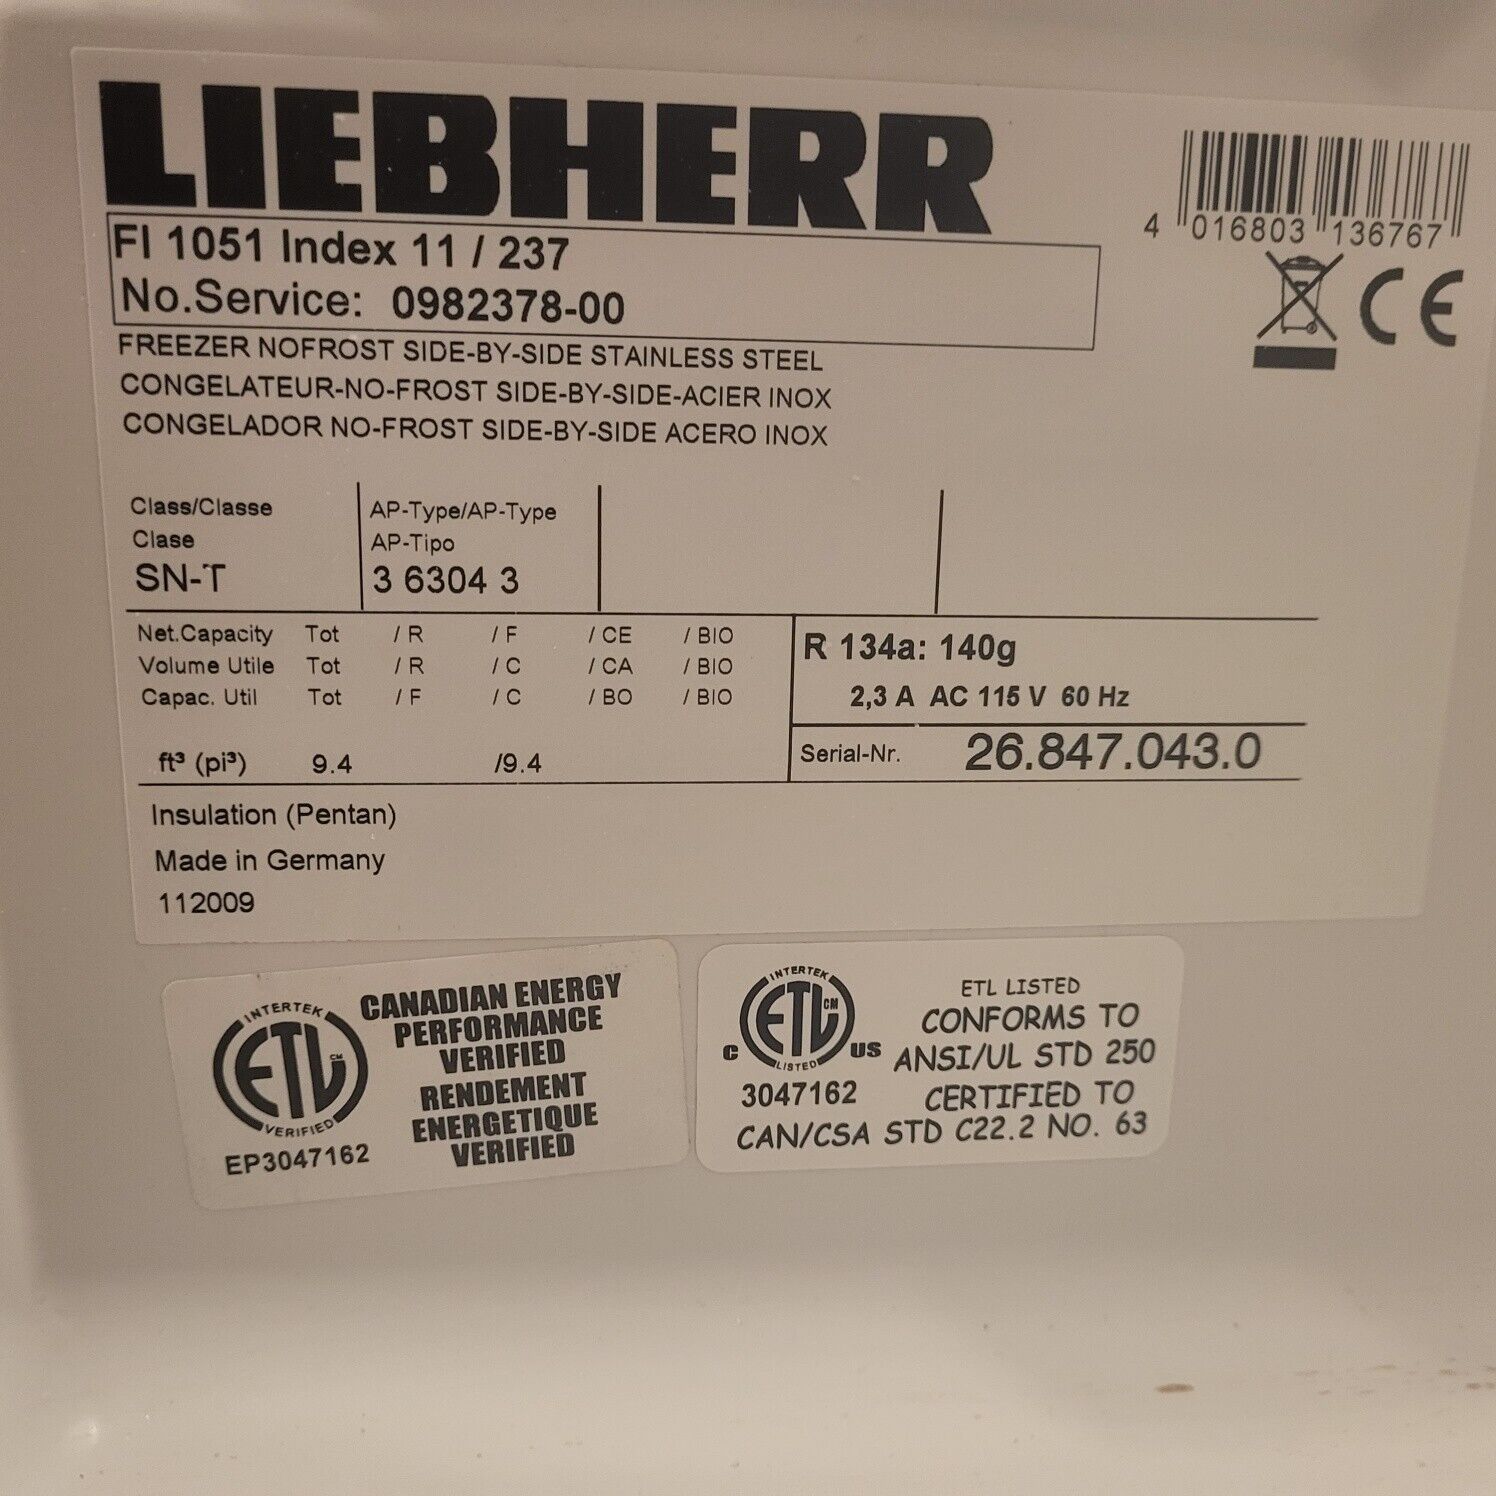 LIEBHERR
FI 1051 Index 11 / 237
No.Service: 0982378-00
FREEZER NOFROST SIDE-BY-SIDE STAINLESS STEEL
CONGELATEUR-NO-FROST SIDE-BY-SIDE-ACIER INOX
CONGELADOR NO-FROST SIDE-BY-SIDE ACERO INOX
4 016803 136767
CE
Class/Classe
Clase
SN-T
AP-Type/AP-Type
AP-Tipo
3 6304 3
Net.Capacity Tot / R / F / CE / BIO
Volume Utile Tot / R / C / CA / BIO
Capac. Util Tot / F / C / BO / BIO
ft³ (pi³) 9.4 /9.4
R 134a: 140g
2,3 A AC 115 V 60 Hz
Serial-Nr. 26.847.043.0
Insulation (Pentan)
Made in Germany
112009
INTERTEK
ETL CM
VERIFIED
EP3047162
CANADIAN ENERGY
PERFORMANCE
VERIFIED
RENDEMENT
ENERGETIQUE
VERIFIED
INTERTEK
ETL CM
C US
LISTED
3047162
ETL LISTED
CONFORMS TO
ANSI/UL STD 250
CERTIFIED TO
CAN/CSA STD C22.2 NO. 63